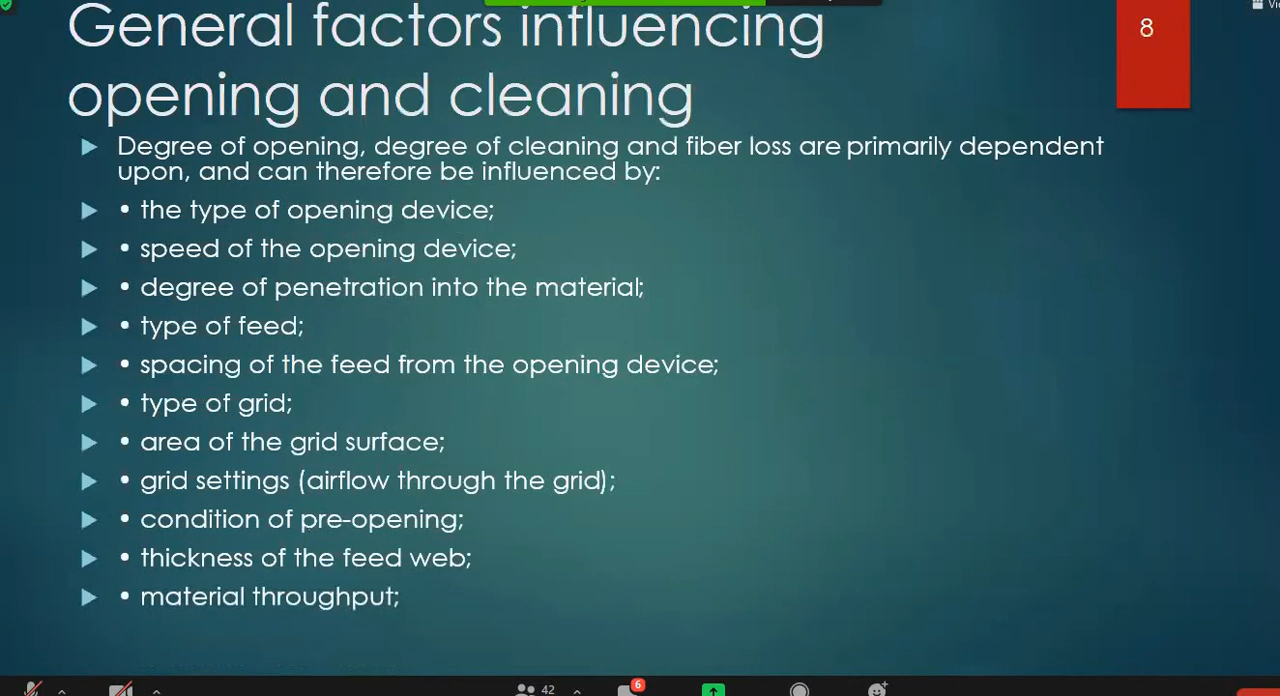 General factors influencing
opening and cleaning
8
Degree of opening, degree of cleaning and fiber loss are primarily dependent
upon, and can therefore be influenced by:
• the type of opening device;
• speed of the opening device;
• degree of penetration into the material;
• type of feed;
• spacing of the feed from the opening device;
• type of grid;
• area of the grid surface;
• grid settings (airflow through the grid);
• condition of pre-opening;
• thickness of the feed web;
• material throughput;
42
6